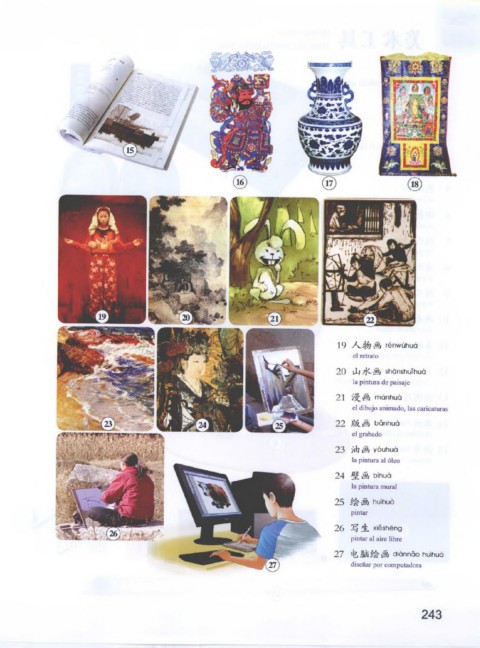 15
16
17
18
19
20
21
22
23
24
25
26
27
19 人物画 rénwùhuà
el retrato
20 山水画 shānshuǐhuà
la pintura de paisaje
21 漫画 mànhuà
el dibujo animado, las caricaturas
22 版画 bǎnhuà
el grabado
23 油画 yóuhuà
la pintura al óleo
24 壁画 bìhuà
la pintura mural
25 绘画 huìhuà
pintar
26 写生 xiěshēng
pintar al aire libre
27 电脑绘画 diànnǎo huìhuà
diseñar por computadora
243